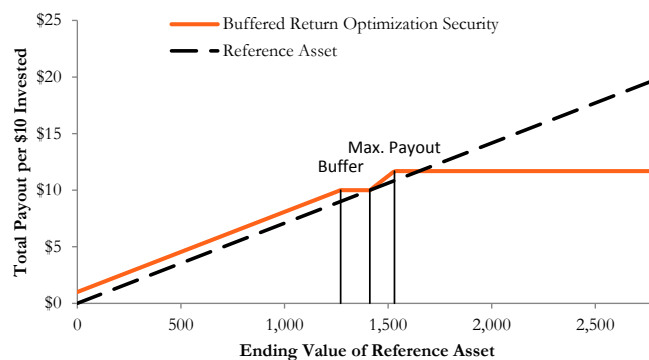 $25
Buffered Return Optimization Security
Reference Asset
$20
$15
Max. Payout
Buffer
$10
$5
$0
0 500 1,000 1,500 2,000 2,500
Total Payout per $10 Invested
Ending Value of Reference Asset